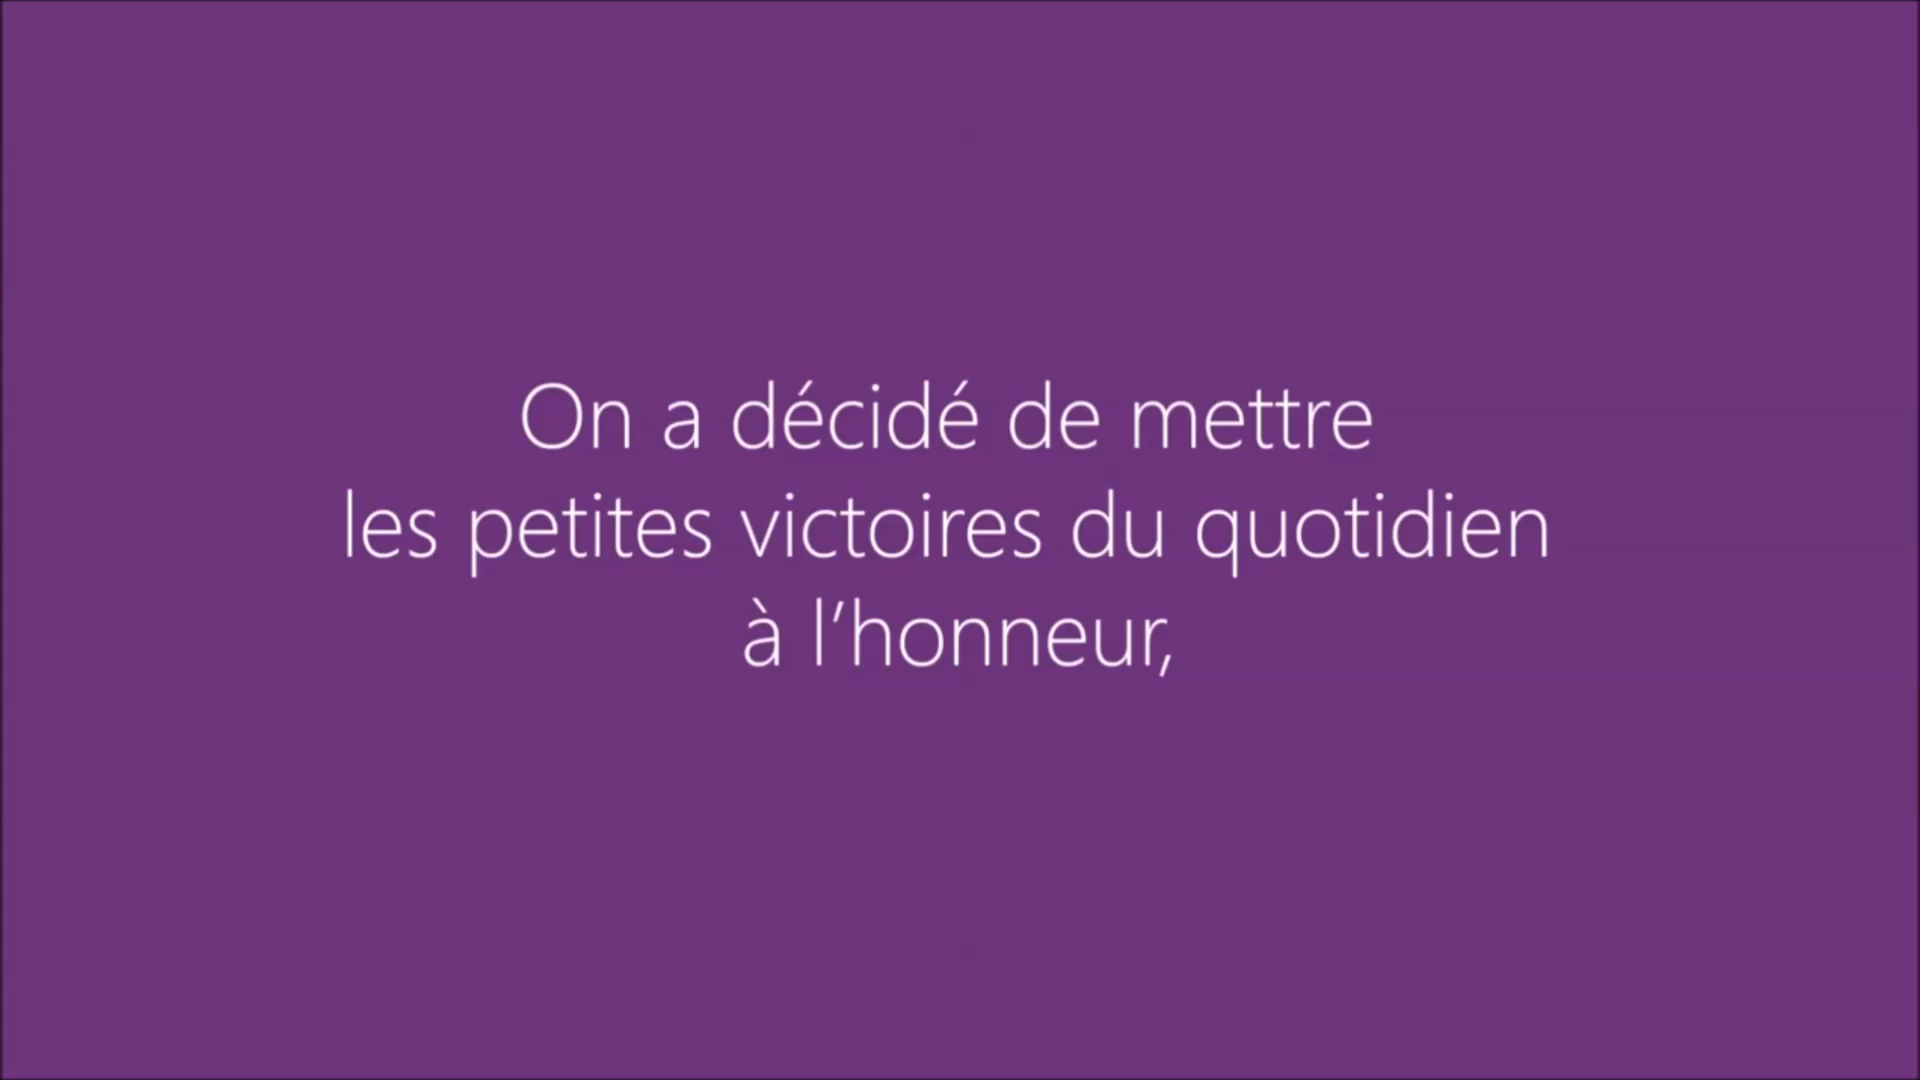 On a décidé de mettre
les petites victoires du quotidien
à l’honneur,